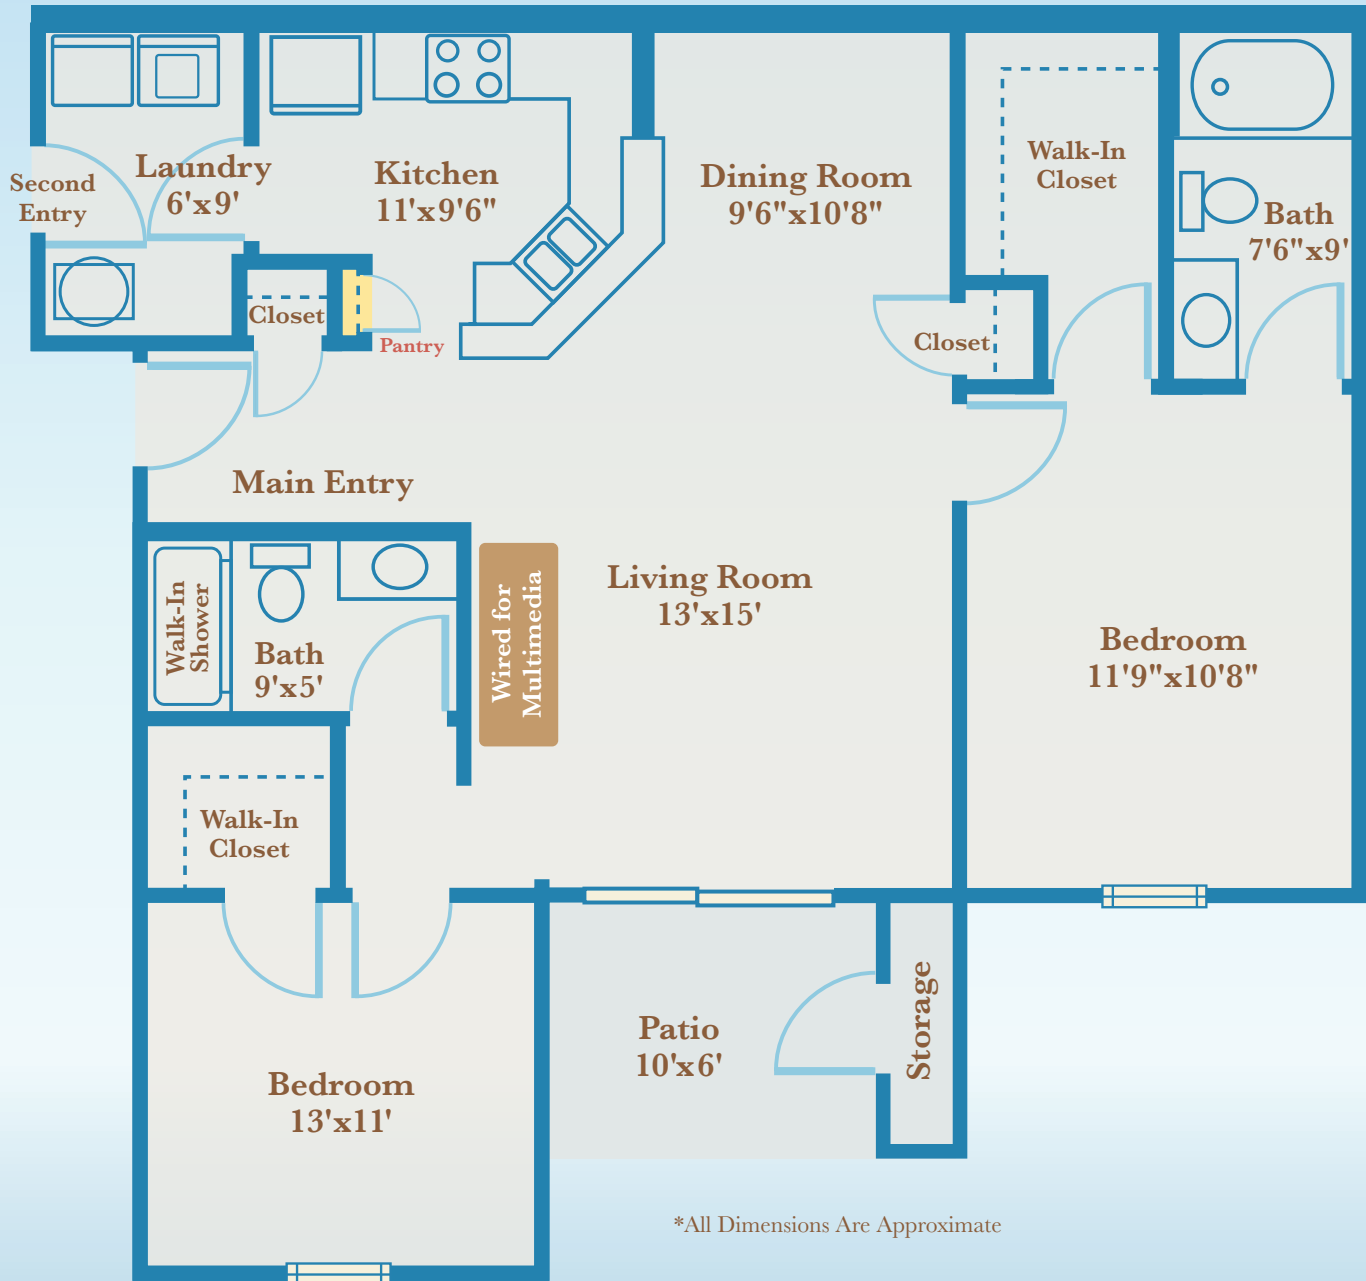 Laundry
6'x9'
Second
Entry
Kitchen
11'x9'6"
Dining Room
9'6"x10'8"
Walk-In
Closet
Bath
7'6"x9'
Closet
Pantry
Closet
Main Entry
Walk-In
Shower
Bath
9'x5'
Wired for
Multimedia
Living Room
13'x15'
Bedroom
11'9"x10'8"
Walk-In
Closet
Bedroom
13'x11'
Patio
10'x6'
Storage
*All Dimensions Are Approximate